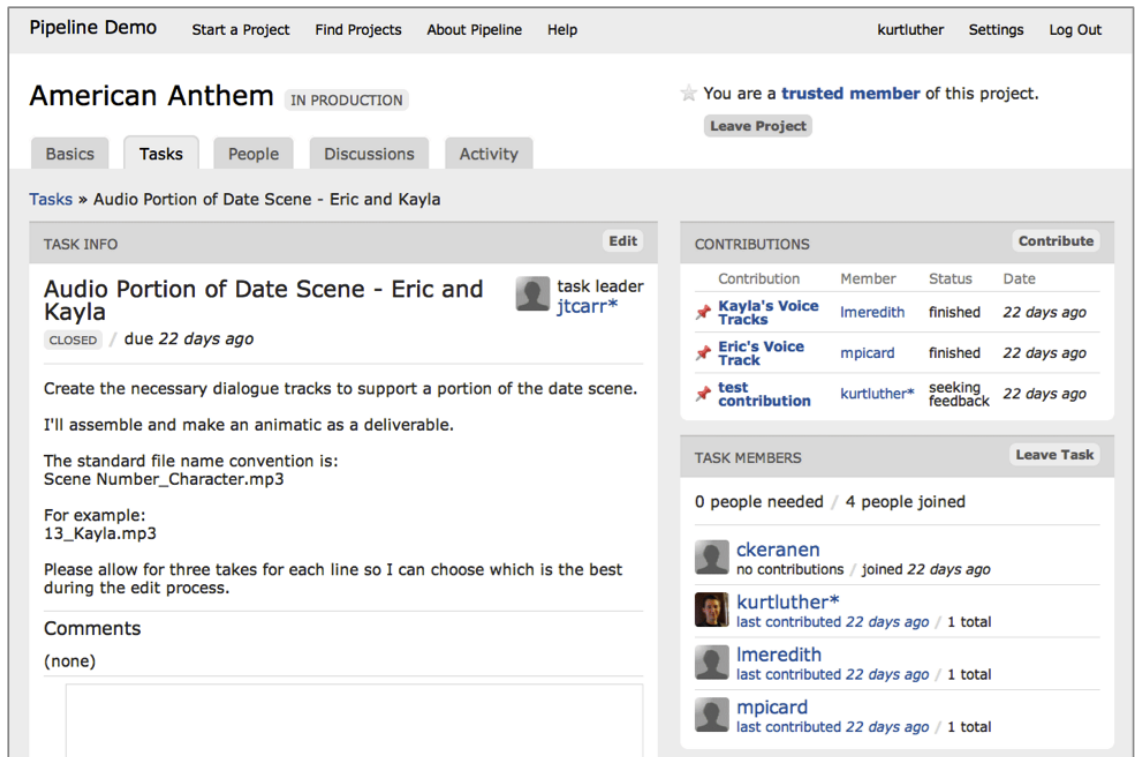 Pipeline Demo Start a Project Find Projects About Pipeline Help kurtluther Settings Log Out
American Anthem IN PRODUCTION
You are a trusted member of this project.
Leave Project
Basics Tasks People Discussions Activity
Tasks » Audio Portion of Date Scene - Eric and Kayla
TASK INFO Edit
Audio Portion of Date Scene - Eric and
Kayla
task leader
jtcarr*
CLOSED / due 22 days ago
Create the necessary dialogue tracks to support a portion of the date scene.
I'll assemble and make an animatic as a deliverable.
The standard file name convention is:
Scene Number_Character.mp3
For example:
13_Kayla.mp3
Please allow for three takes for each line so I can choose which is the best
during the edit process.
Comments
(none)
CONTRIBUTIONS Contribute
Contribution Member Status Date
Kayla's Voice
Tracks
lmeredith finished 22 days ago
Eric's Voice
Track
mpicard finished 22 days ago
test
contribution
kurtluther*
seeking
feedback
22 days ago
TASK MEMBERS Leave Task
0 people needed / 4 people joined
ckeranen
no contributions / joined 22 days ago
kurtluther*
last contributed 22 days ago / 1 total
lmeredith
last contributed 22 days ago / 1 total
mpicard
last contributed 22 days ago / 1 total